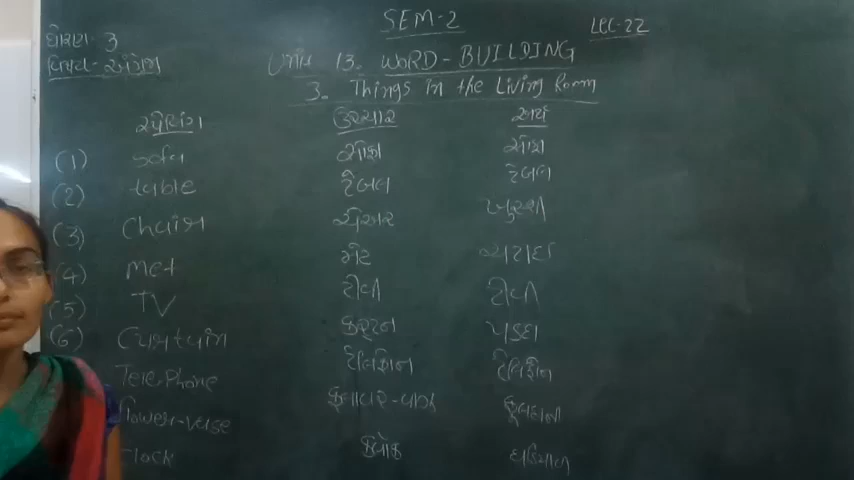 SEM-2
LEC-22
ધોરણ-3
વિષય-અંગ્રેજી
પાઠ 13. WORD-BUILDING
3. Things In the Living Room
સ્પેલિંગ ઉચ્ચાર અર્થ
(1) sofa સોફા સોફા
(2) table ટેબલ ટેબલ
(3) Chair ચેઅર ખુરશી
(4) Mat મેટ
(5) TV ટીવી ટીવી
(6) Curtain કર્ટન પડદા
Telephone ટેલિફોન ટેલિફોન
flower-vase ફ્લાવર-વાઝ ફૂલદાની
clock ક્લોક ઘડિયાળ